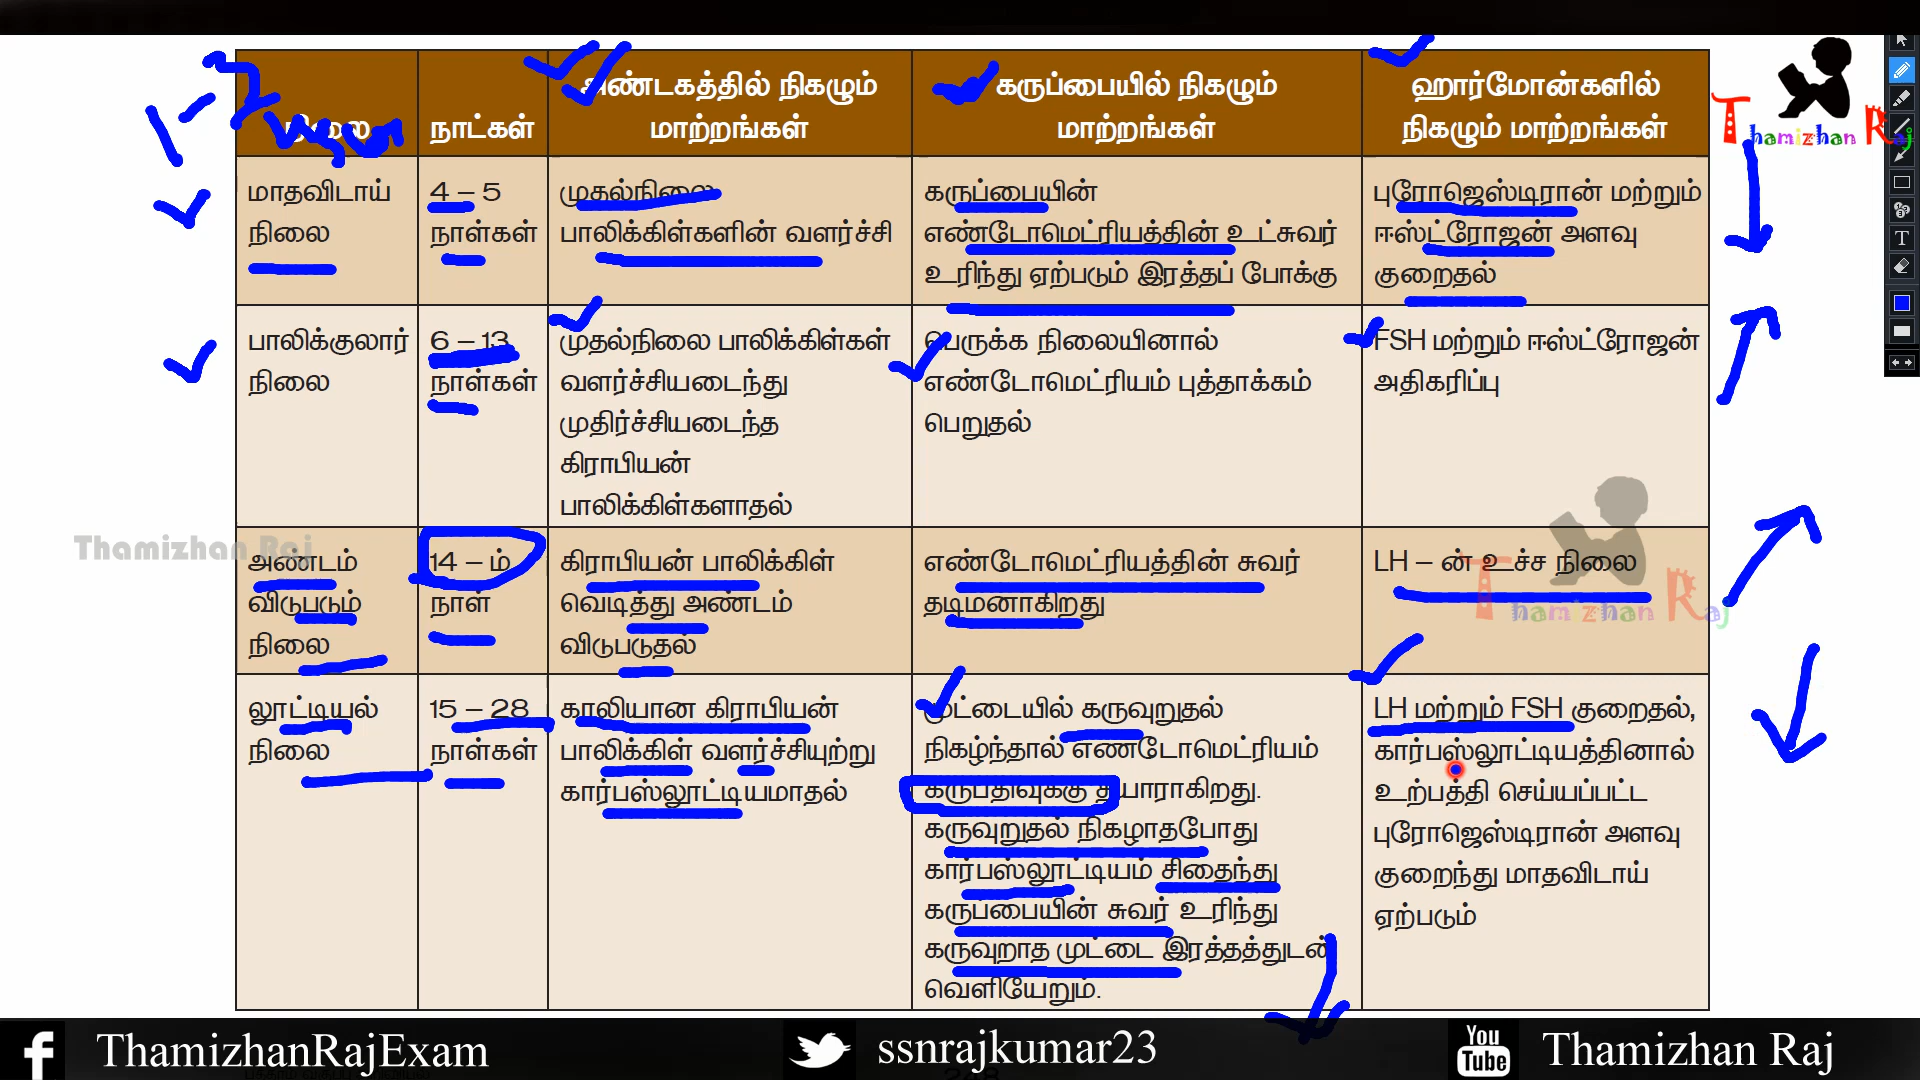 நிலை
நாட்கள்
அண்டகத்தில் நிகழும்
மாற்றங்கள்
கருப்பையில் நிகழும்
மாற்றங்கள்
ஹார்மோன்களில்
நிகழும் மாற்றங்கள்
Thamizhan Raj
மாதவிடாய்
நிலை
4 – 5
நாள்கள்
முதல்நிலை
பாலிக்கிள்களின் வளர்ச்சி
கருப்பையின்
எண்டோமெட்ரியத்தின் உட்சுவர்
உரிந்து ஏற்படும் இரத்தப் போக்கு
புரோஜெஸ்டிரான் மற்றும்
ஈஸ்ட்ரோஜன் அளவு
குறைதல்
பாலிக்குலார்
நிலை
6 – 13
நாள்கள்
முதல்நிலை பாலிக்கிள்கள்
வளர்ச்சியடைந்து
முதிர்ச்சியடைந்த
கிராபியன்
பாலிக்கிள்களாதல்
பெருக்க நிலையினால்
எண்டோமெட்ரியம் புத்தாக்கம்
பெறுதல்
FSH மற்றும் ஈஸ்ட்ரோஜன்
அதிகரிப்பு
Thamizhan Raj
அண்டம்
விடுபடும்
நிலை
14 – ம்
நாள்
கிராபியன் பாலிக்கிள்
வெடித்து அண்டம்
விடுபடுதல்
எண்டோமெட்ரியத்தின் சுவர்
தடிமனாகிறது
LH – ன் உச்ச நிலை
Thamizhan Raj
லூட்டியல்
நிலை
15 – 28
நாள்கள்
காலியான கிராபியன்
பாலிக்கிள் வளர்ச்சியுற்று
கார்பஸ்லூட்டியமாதல்
முட்டையில் கருவுறுதல்
நிகழ்ந்தால் எண்டோமெட்ரியம்
கருபதிவுக்கு தயாராகிறது.
கருவுறுதல் நிகழாதபோது
கார்பஸ்லூட்டியம் சிதைந்து
கருப்பையின் சுவர் உரிந்து
கருவுறாத முட்டை இரத்தத்துடன்
வெளியேறும்.
LH மற்றும் FSH குறைதல்,
கார்பஸ்லூட்டியத்தினால்
உற்பத்தி செய்யப்பட்ட
புரோஜெஸ்டிரான் அளவு
குறைந்து மாதவிடாய்
ஏற்படும்
ThamizhanRajExam
ssnrajkumar23
You
Tube
Thamizhan Raj